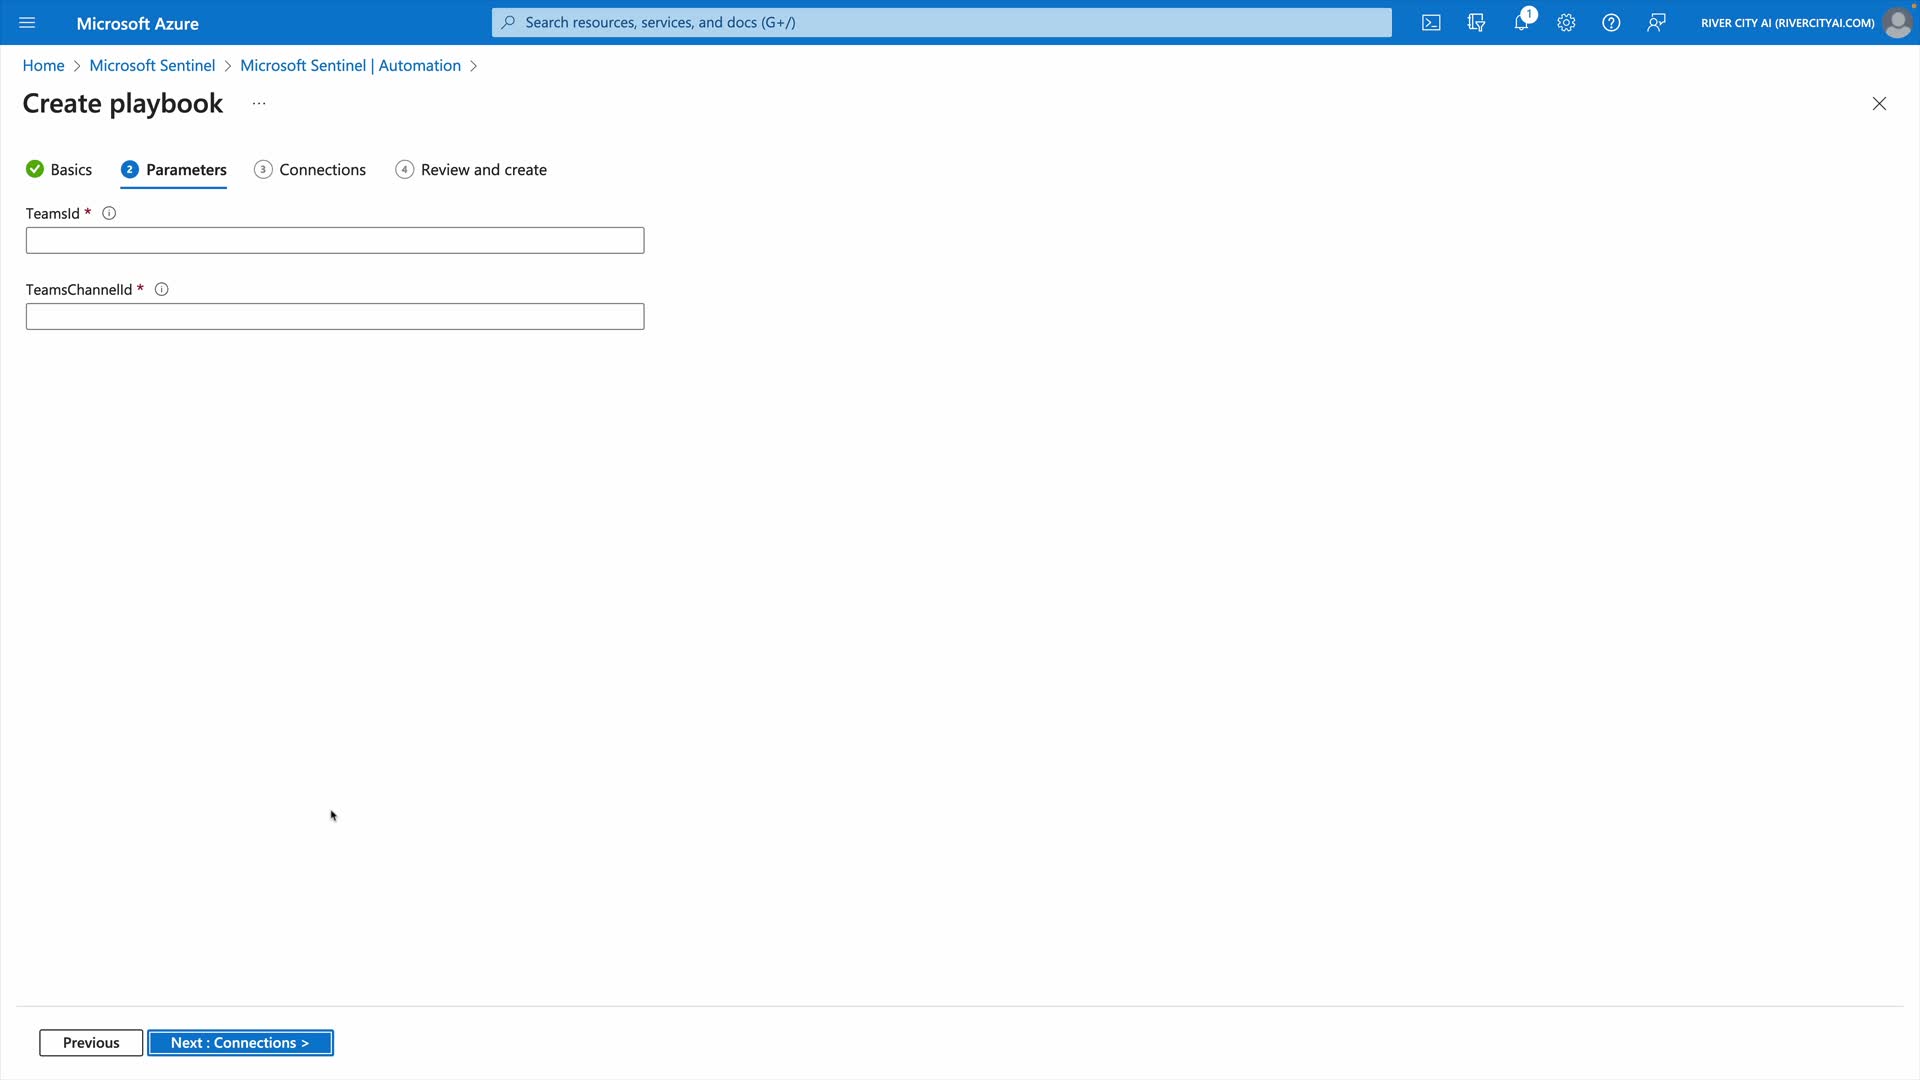 Microsoft Azure
Search resources, services, and docs (G+/)
1
RIVER CITY AI (RIVERCITYAI.COM)
Home > Microsoft Sentinel > Microsoft Sentinel | Automation >
Create playbook ...
Basics
2 Parameters
3 Connections
4 Review and create
TeamsId *
TeamsChannelId *
Previous
Next : Connections >